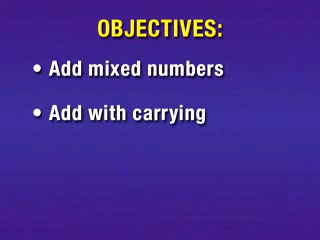 OBJECTIVES:
• Add mixed numbers
• Add with carrying